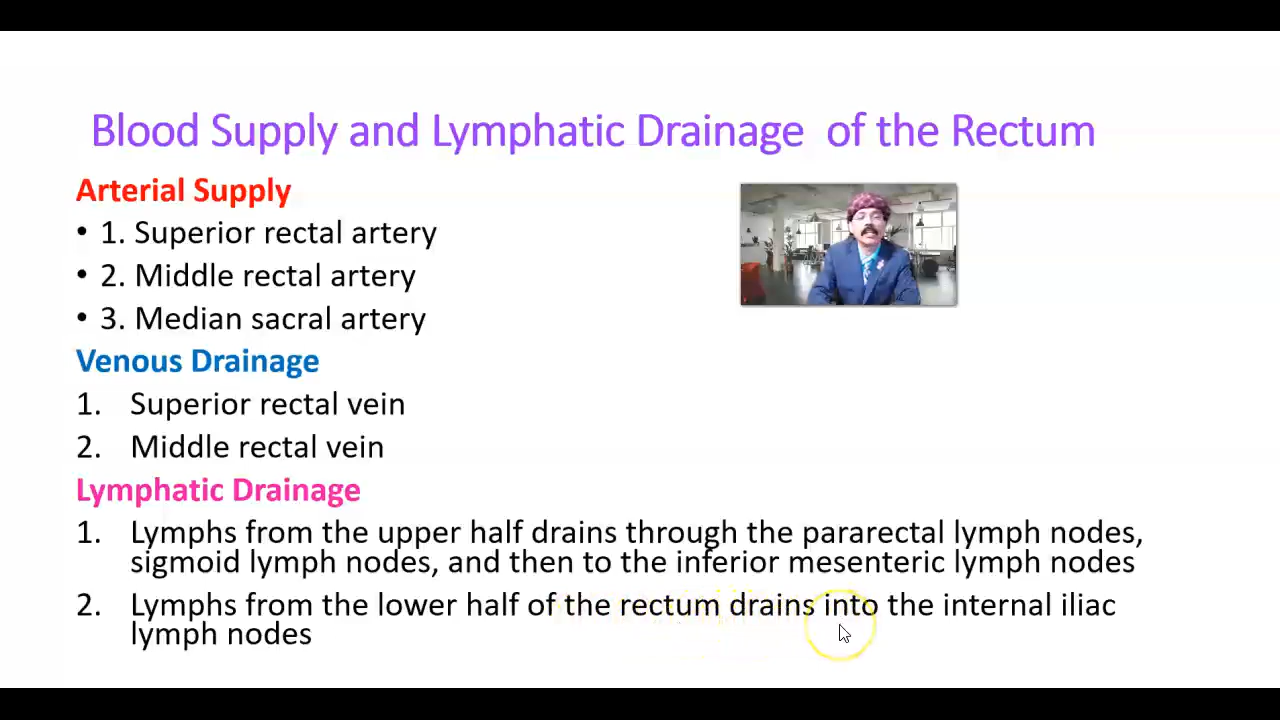 Blood Supply and Lymphatic Drainage of the Rectum
Arterial Supply
• 1. Superior rectal artery
• 2. Middle rectal artery
• 3. Median sacral artery
Venous Drainage
1. Superior rectal vein
2. Middle rectal vein
Lymphatic Drainage
1. Lymphs from the upper half drains through the pararectal lymph nodes,
sigmoid lymph nodes, and then to the inferior mesenteric lymph nodes
2. Lymphs from the lower half of the rectum drains into the internal iliac
lymph nodes